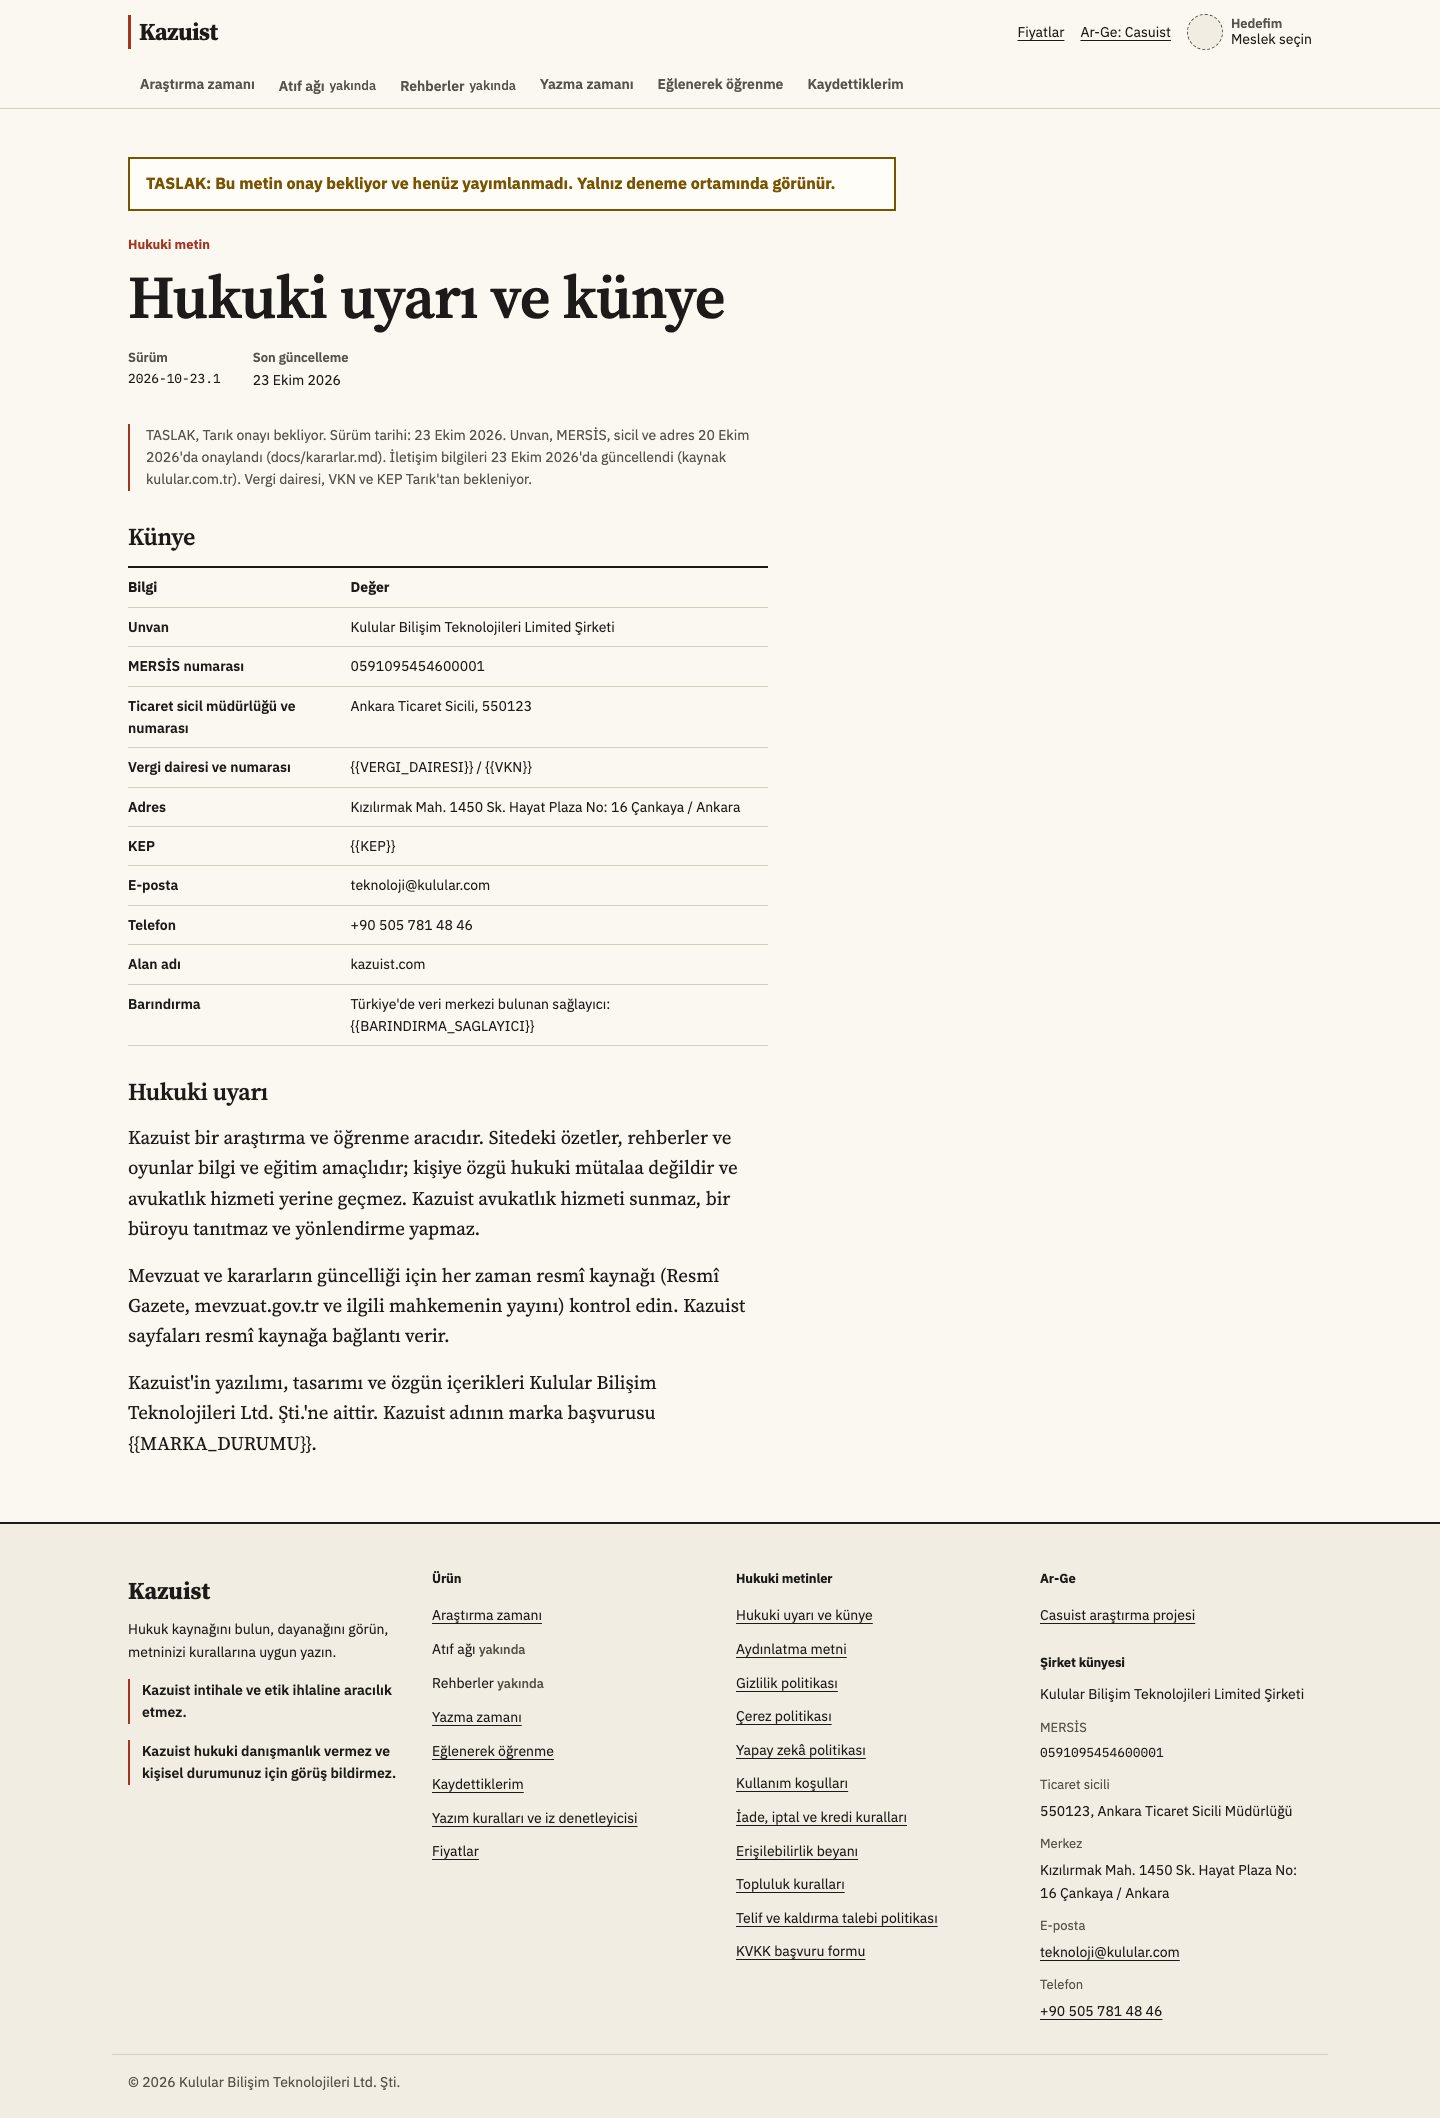 Kazuist
Fiyatlar
Ar-Ge: Casuist
Hedefim
Meslek seçin
Araştırma zamanı
Atıf ağı yakında
Rehberler yakında
Yazma zamanı
Eğlenerek öğrenme
Kaydettiklerim
TASLAK: Bu metin onay bekliyor ve henüz yayımlanmadı. Yalnız deneme ortamında görünür.
Hukuki metin
Hukuki uyarı ve künye
Sürüm
2026-10-23.1
Son güncelleme
23 Ekim 2026
TASLAK, Tarık onayı bekliyor. Sürüm tarihi: 23 Ekim 2026. Unvan, MERSİS, sicil ve adres 20 Ekim
2026'da onaylandı (docs/kararlar.md). İletişim bilgileri 23 Ekim 2026'da güncellendi (kaynak
kulular.com.tr). Vergi dairesi, VKN ve KEP Tarık'tan bekleniyor.
Künye
Bilgi Değer
Unvan Kulular Bilişim Teknolojileri Limited Şirketi
MERSİS numarası 0591095454600001
Ticaret sicil müdürlüğü ve
numarası
Ankara Ticaret Sicili, 550123
Vergi dairesi ve numarası {{VERGI_DAIRESI}} / {{VKN}}
Adres Kızılırmak Mah. 1450 Sk. Hayat Plaza No: 16 Çankaya / Ankara
KEP {{KEP}}
E-posta teknoloji@kulular.com
Telefon +90 505 781 48 46
Alan adı kazuist.com
Barındırma Türkiye'de veri merkezi bulunan sağlayıcı:
{{BARINDIRMA_SAGLAYICI}}
Hukuki uyarı
Kazuist bir araştırma ve öğrenme aracıdır. Sitedeki özetler, rehberler ve
oyunlar bilgi ve eğitim amaçlıdır; kişiye özgü hukuki mütalaa değildir ve
avukatlık hizmeti yerine geçmez. Kazuist avukatlık hizmeti sunmaz, bir
büroyu tanıtmaz ve yönlendirme yapmaz.
Mevzuat ve kararların güncelliği için her zaman resmî kaynağı (Resmî
Gazete, mevzuat.gov.tr ve ilgili mahkemenin yayını) kontrol edin. Kazuist
sayfaları resmî kaynağa bağlantı verir.
Kazuist'in yazılımı, tasarımı ve özgün içerikleri Kulular Bilişim
Teknolojileri Ltd. Şti.'ne aittir. Kazuist adının marka başvurusu
{{MARKA_DURUMU}}.
Kazuist
Hukuk kaynağını bulun, dayanağını görün,
metninizi kurallarına uygun yazın.
Kazuist intihale ve etik ihlaline aracılık
etmez.
Kazuist hukuki danışmanlık vermez ve
kişisel durumunuz için görüş bildirmez.
Ürün
Araştırma zamanı
Atıf ağı yakında
Rehberler yakında
Yazma zamanı
Eğlenerek öğrenme
Kaydettiklerim
Yazım kuralları ve iz denetleyicisi
Fiyatlar
Hukuki metinler
Hukuki uyarı ve künye
Aydınlatma metni
Gizlilik politikası
Çerez politikası
Yapay zekâ politikası
Kullanım koşulları
İade, iptal ve kredi kuralları
Erişilebilirlik beyanı
Topluluk kuralları
Telif ve kaldırma talebi politikası
KVKK başvuru formu
Ar-Ge
Casuist araştırma projesi
Şirket künyesi
Kulular Bilişim Teknolojileri Limited Şirketi
MERSİS
0591095454600001
Ticaret sicili
550123, Ankara Ticaret Sicili Müdürlüğü
Merkez
Kızılırmak Mah. 1450 Sk. Hayat Plaza No:
16 Çankaya / Ankara
E-posta
teknoloji@kulular.com
Telefon
+90 505 781 48 46
© 2026 Kulular Bilişim Teknolojileri Ltd. Şti.